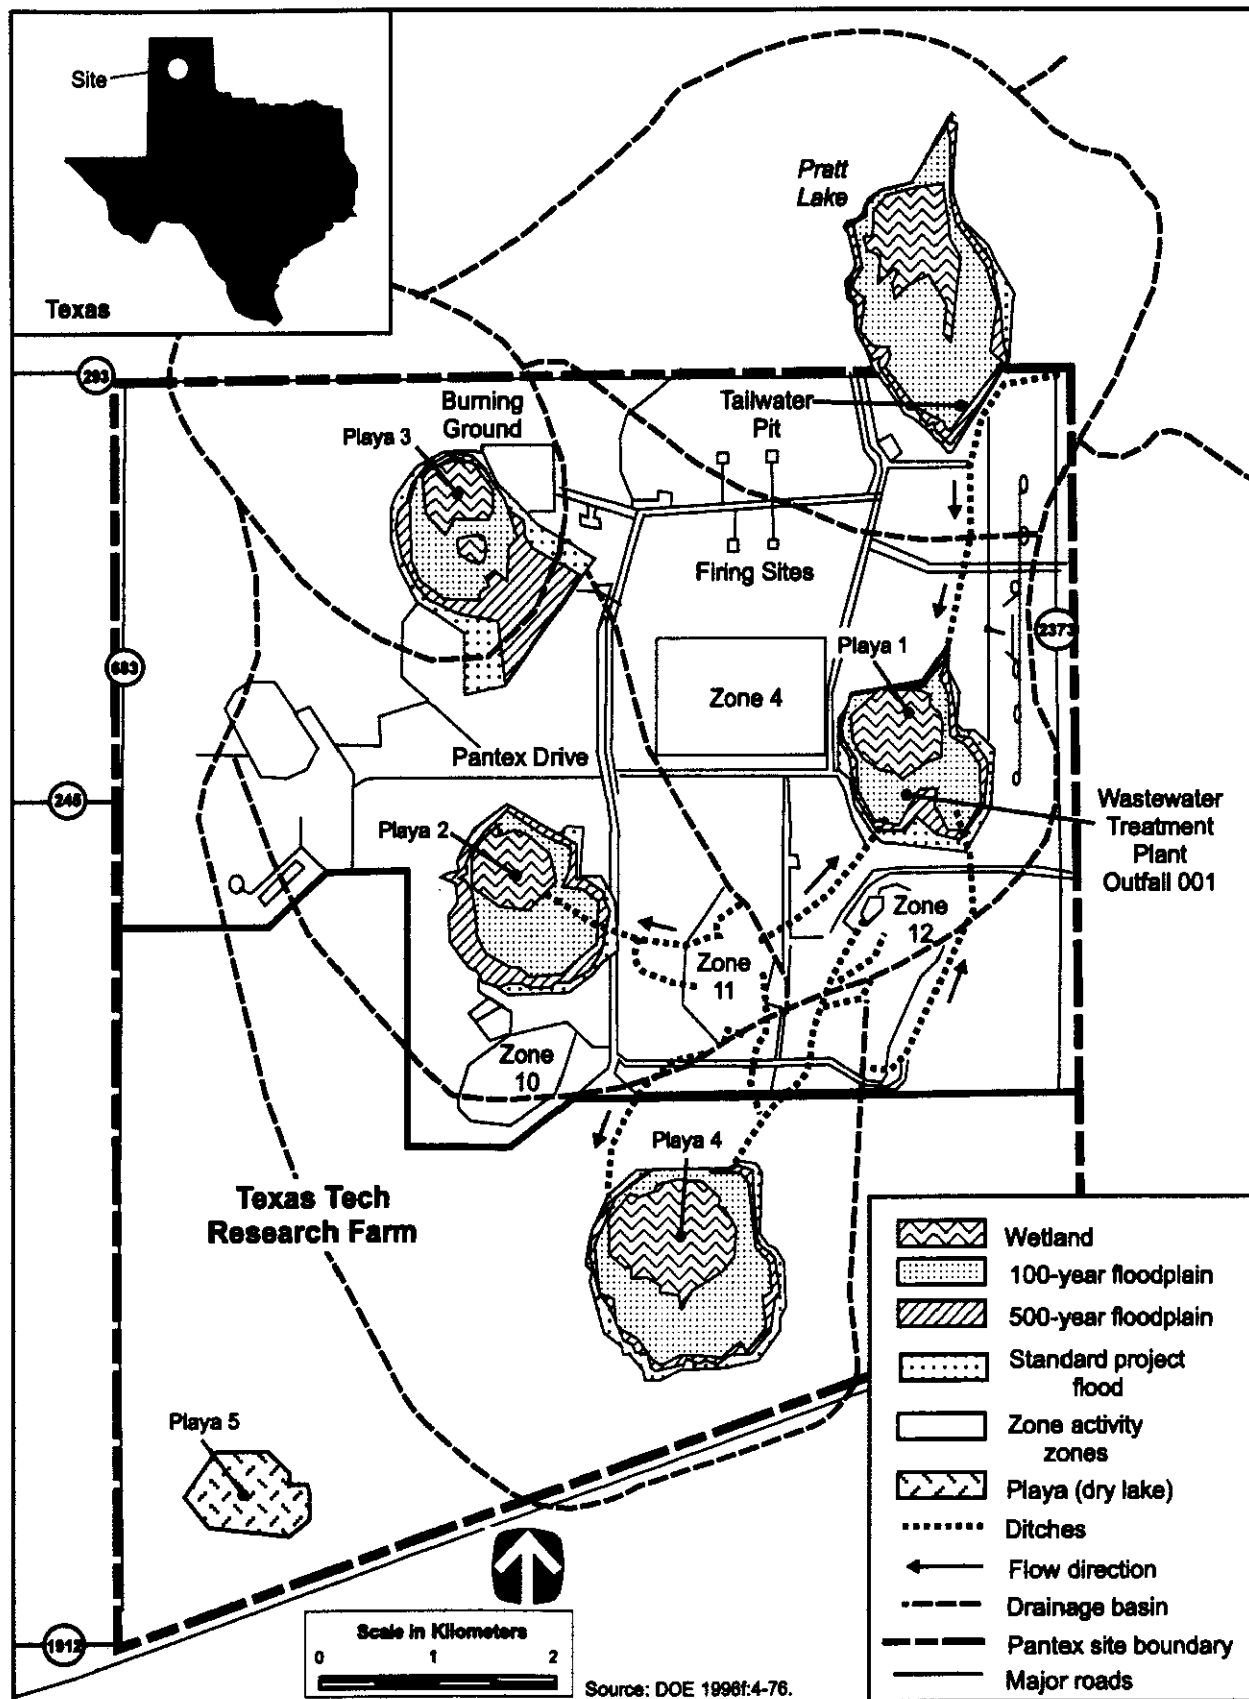 Site
Texas
Pratt
Lake
293
Burning
Ground
Playa 3
Tailwater
Pit
Firing Sites
2373
683
Playa 1
Zone 4
Pantex Drive
245
Playa 2
Wastewater
Treatment
Plant
Outfall 001
Zone
12
Zone
11
Zone
10
Playa 4
Texas Tech
Research Farm
Playa 5
1912
Wetland
100-year floodplain
500-year floodplain
Standard project
flood
Zone activity
zones
Playa (dry lake)
Ditches
Flow direction
Drainage basin
Pantex site boundary
Major roads
Scale in Kilometers
0 1 2
Source: DOE 1996f:4-76.